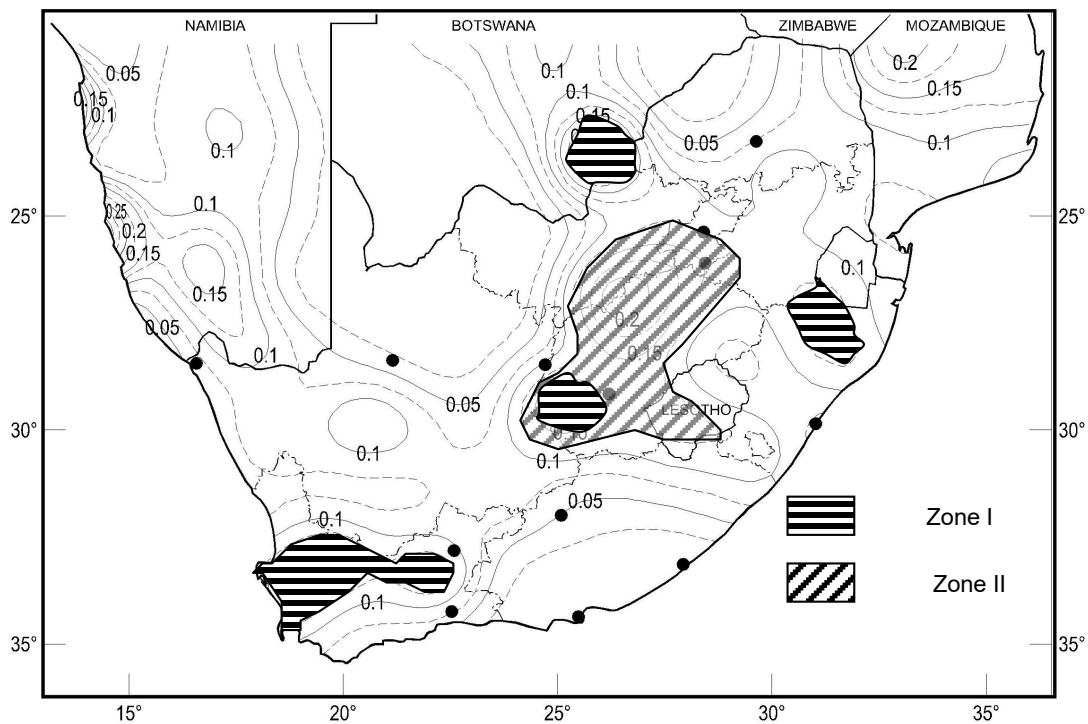 NAMIBIA BOTSWANA ZIMBABWE MOZAMBIQUE
0.05 0.1 0.2
0.15 0.1 0.15 0.15
0.1 0.05 0.1
0.1
25° 0.25 0.1 25°
0.2
0.15 0.1
0.15
0.05 0.2
0.1 0.15
0.05 LESOTHO
30° 30°
0.1 0.1
0.05
0.1 Zone I
0.1 Zone II
35° 35°
15° 20° 25° 30° 35°